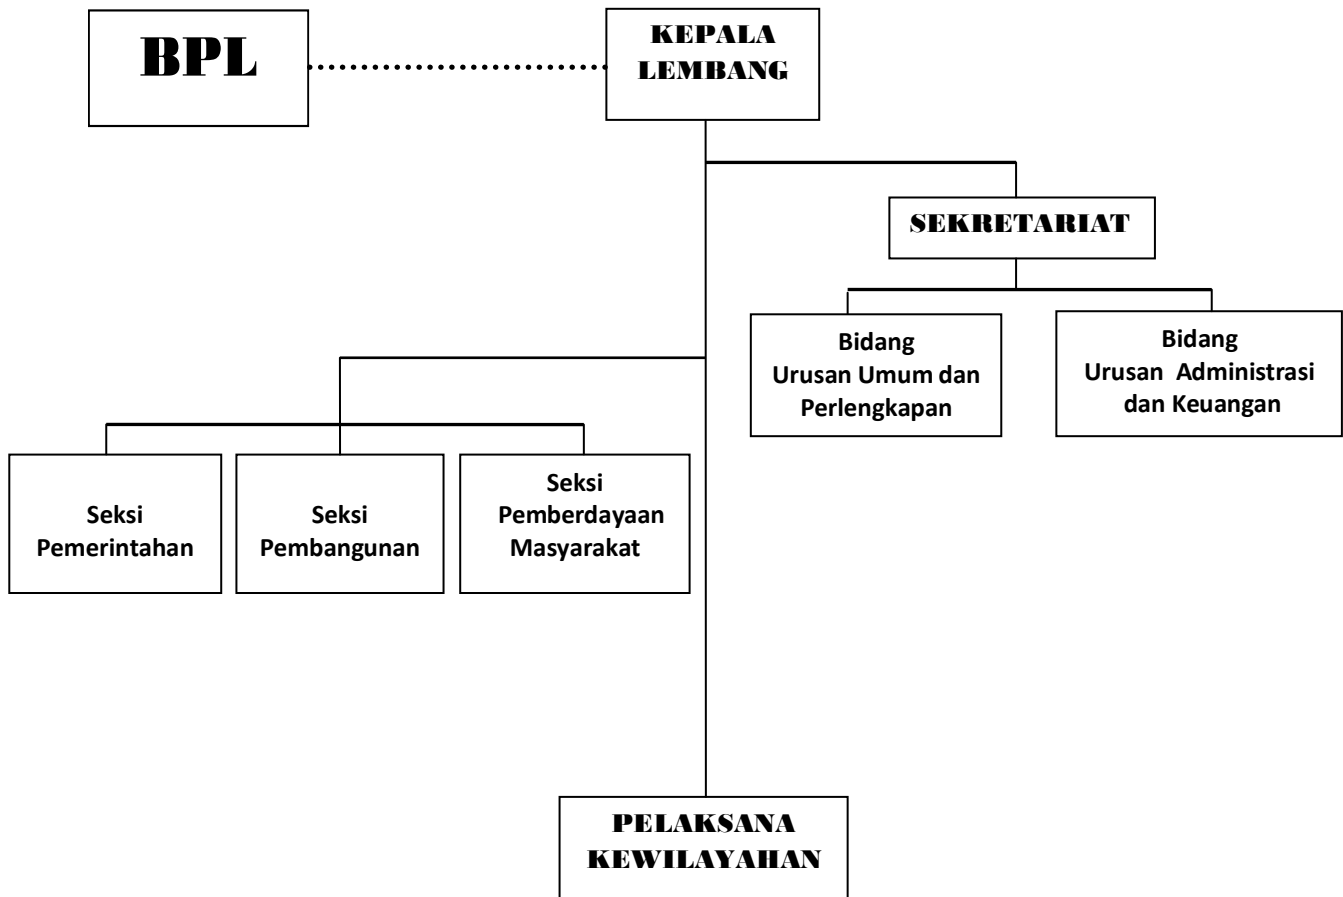 BPL
KEPALA
LEMBANG
SEKRETARIAT
Bidang
Urusan Umum dan
Perlengkapan
Bidang
Urusan  Administrasi
dan Keuangan
Seksi
Pemerintahan
Seksi
Pembangunan
Seksi
Pemberdayaan
Masyarakat
PELAKSANA
KEWILAYAHAN